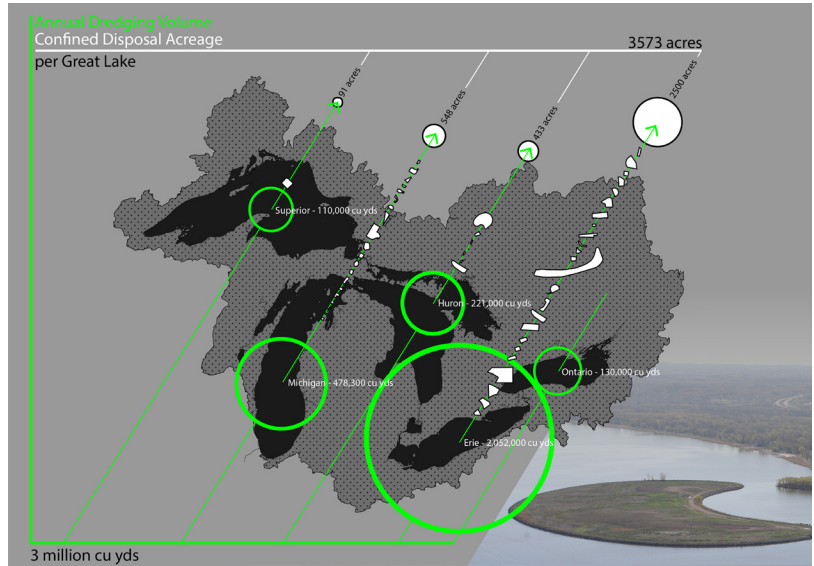 Annual Dredging Volume
Confined Disposal Acreage
per Great Lake
3573 acres
91 acres
548 acres
433 acres
2500 acres
Superior - 110,000 cu yds
Huron - 221,000 cu yds
Michigan - 478,300 cu yds
Ontario - 130,000 cu yds
Erie - 2,052,000 cu yds
3 million cu yds